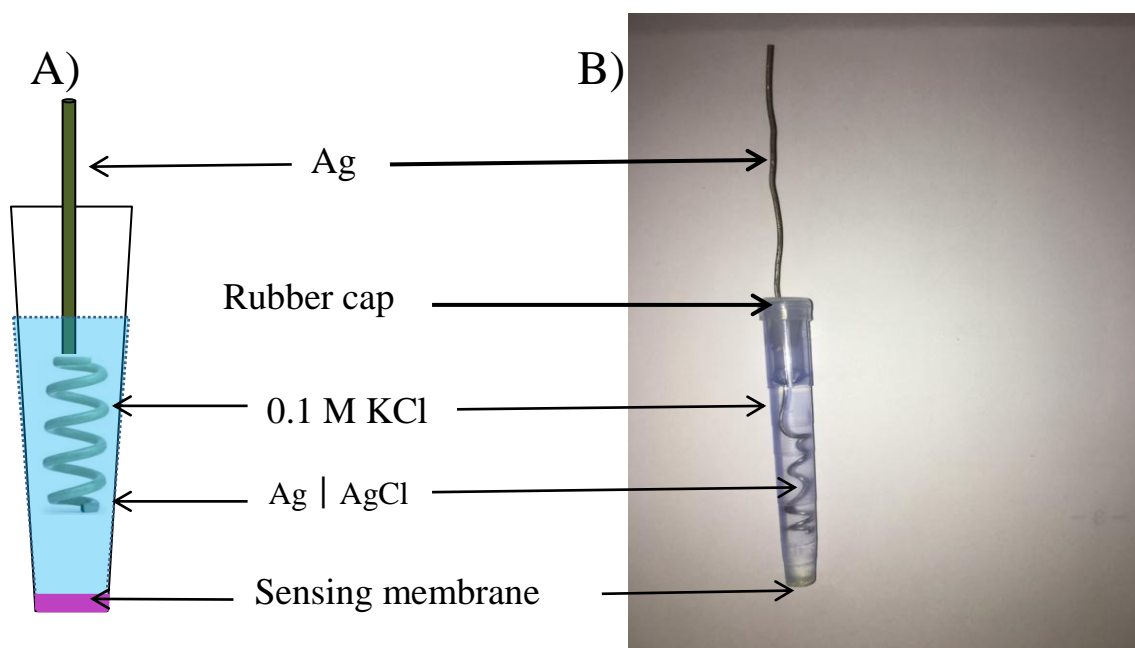 A)
B)
Ag
Rubber cap
0.1 M KCl
Ag | AgCl
Sensing membrane